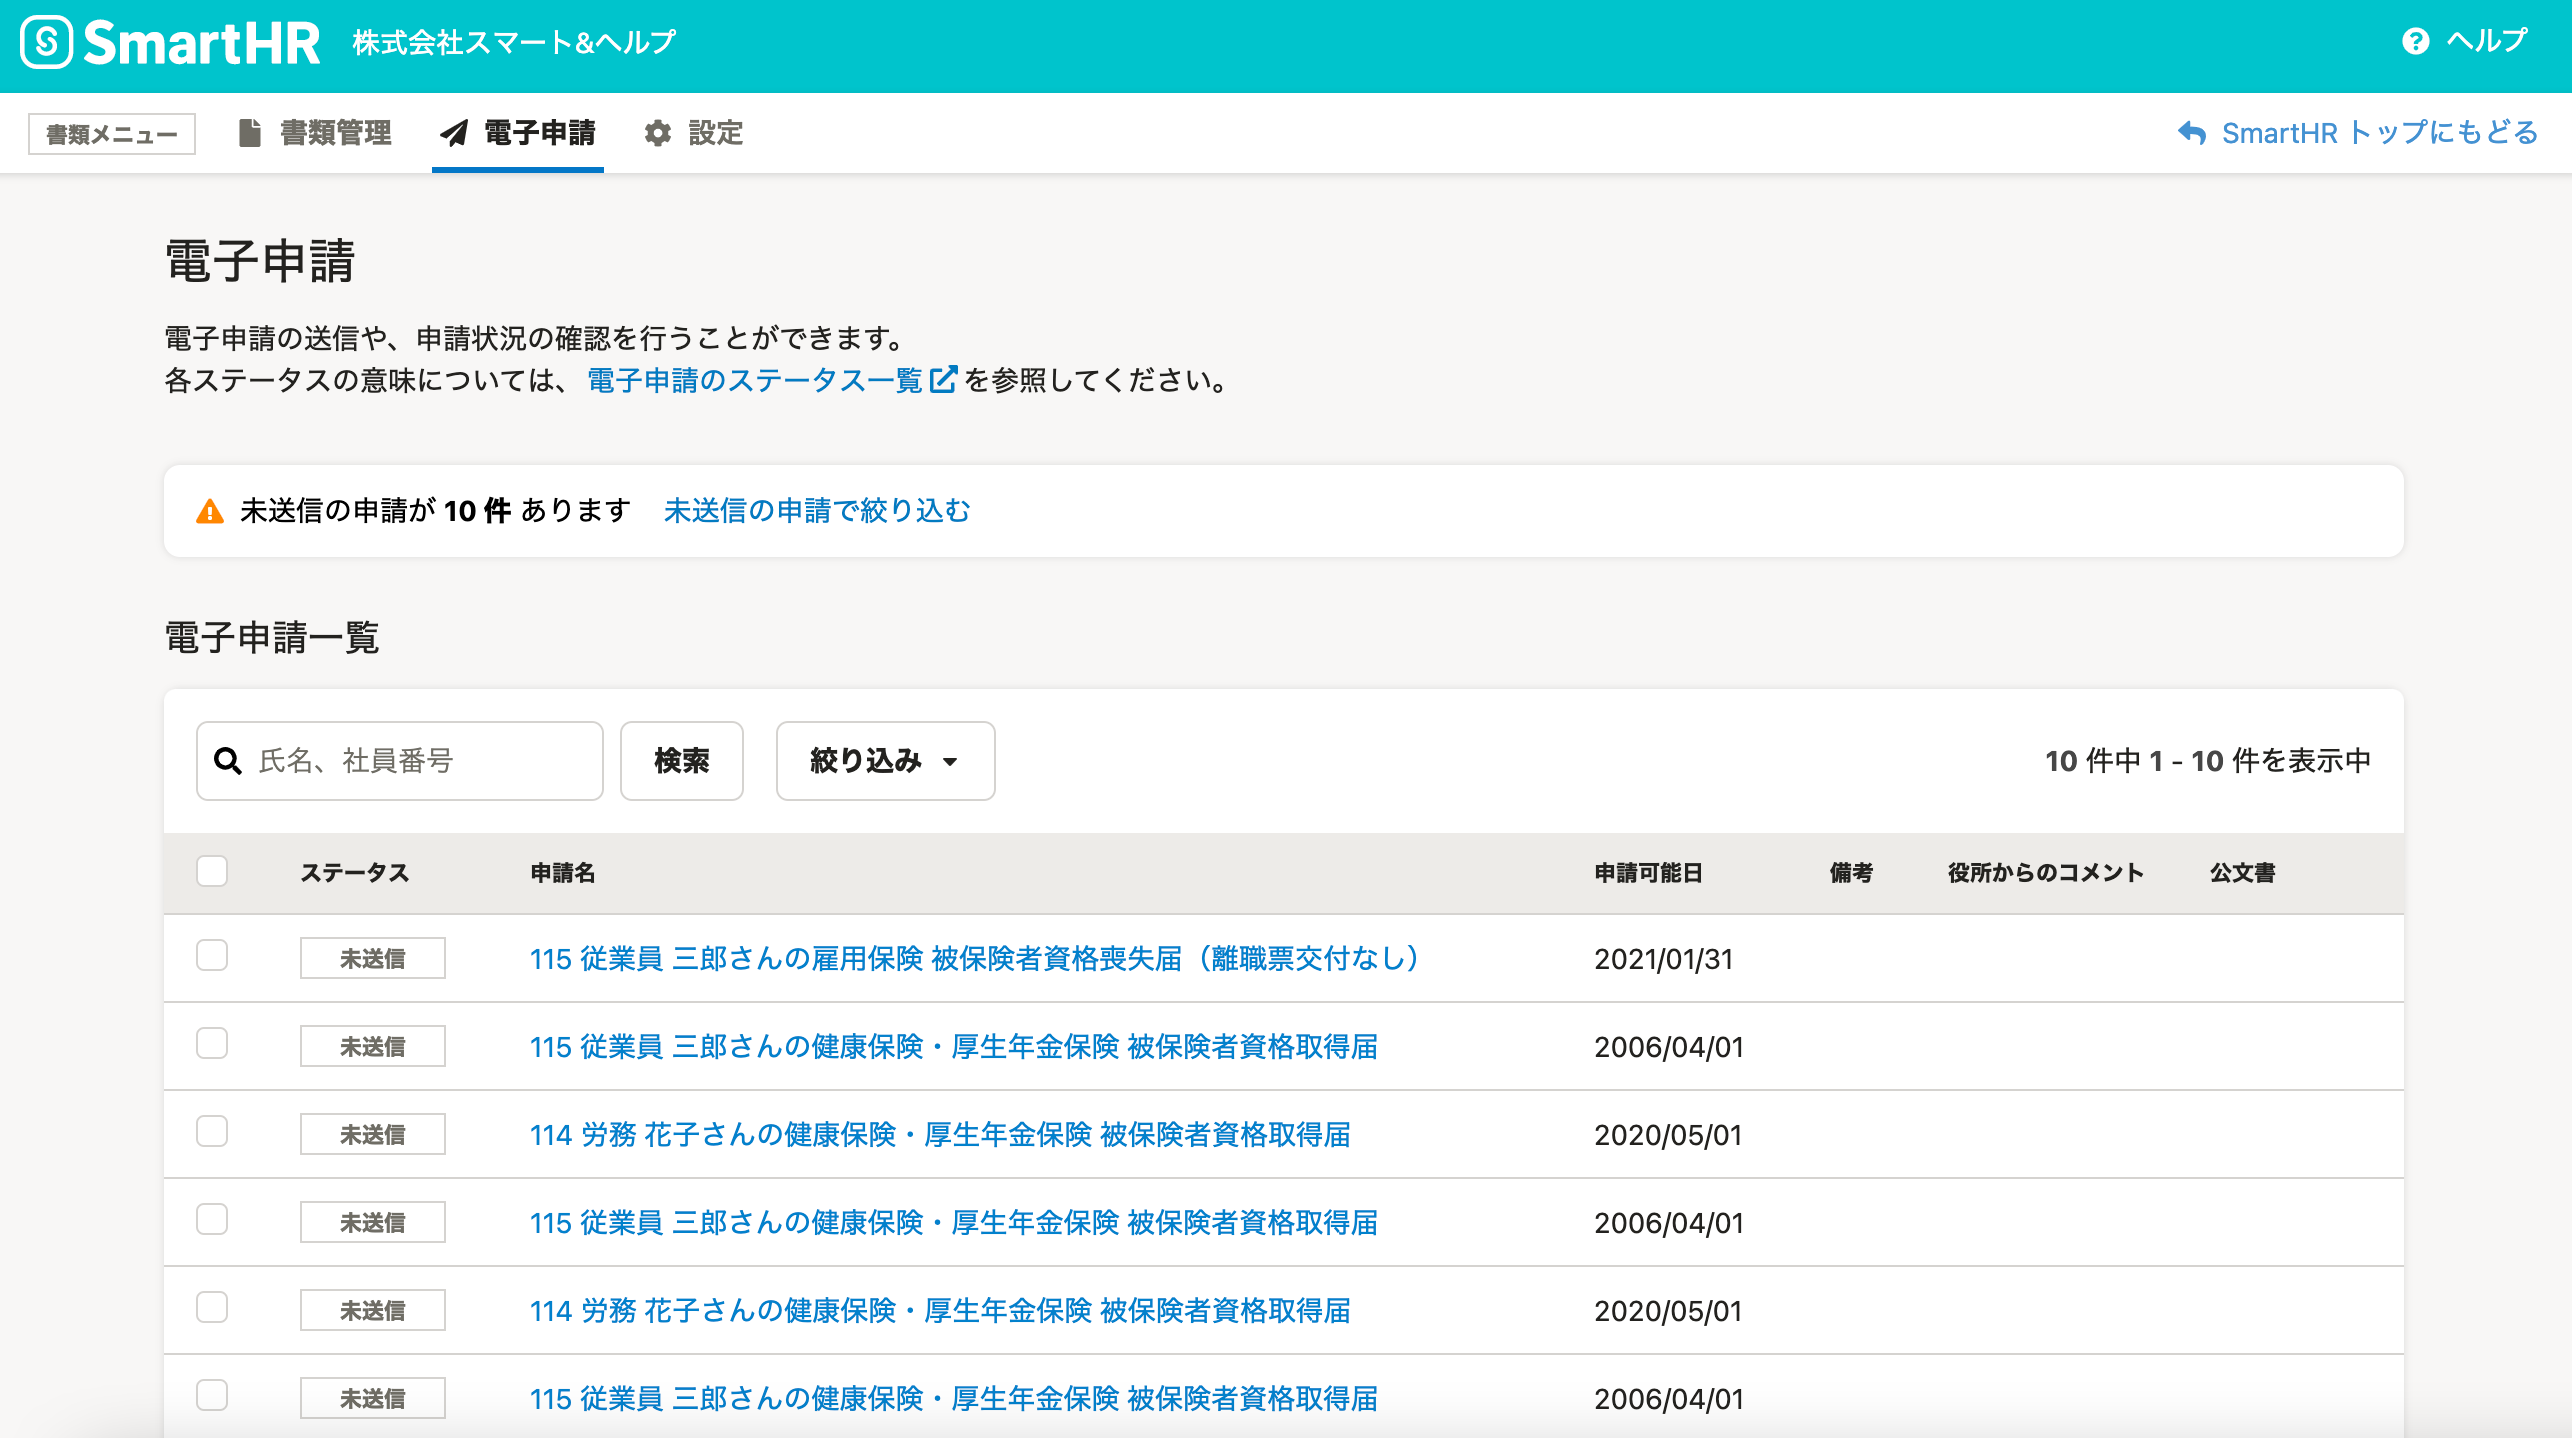 SmartHR 株式会社スマート&ヘルプ ヘルプ
書類メニュー 書類管理 電子申請 設定 SmartHR トップにもどる
電子申請
電子申請の送信や、申請状況の確認を行うことができます。
各ステータスの意味については、電子申請のステータス一覧を参照してください。
未送信の申請が 10 件 あります 未送信の申請で絞り込む
電子申請一覧
氏名、社員番号 検索 絞り込み 10 件中 1 - 10 件を表示中
ステータス 申請名 申請可能日 備考 役所からのコメント 公文書
未送信 115 従業員 三郎さんの雇用保険 被保険者資格喪失届（離職票交付なし） 2021/01/31
未送信 115 従業員 三郎さんの健康保険・厚生年金保険 被保険者資格取得届 2006/04/01
未送信 114 労務 花子さんの健康保険・厚生年金保険 被保険者資格取得届 2020/05/01
未送信 115 従業員 三郎さんの健康保険・厚生年金保険 被保険者資格取得届 2006/04/01
未送信 114 労務 花子さんの健康保険・厚生年金保険 被保険者資格取得届 2020/05/01
未送信 115 従業員 三郎さんの健康保険・厚生年金保険 被保険者資格取得届 2006/04/01